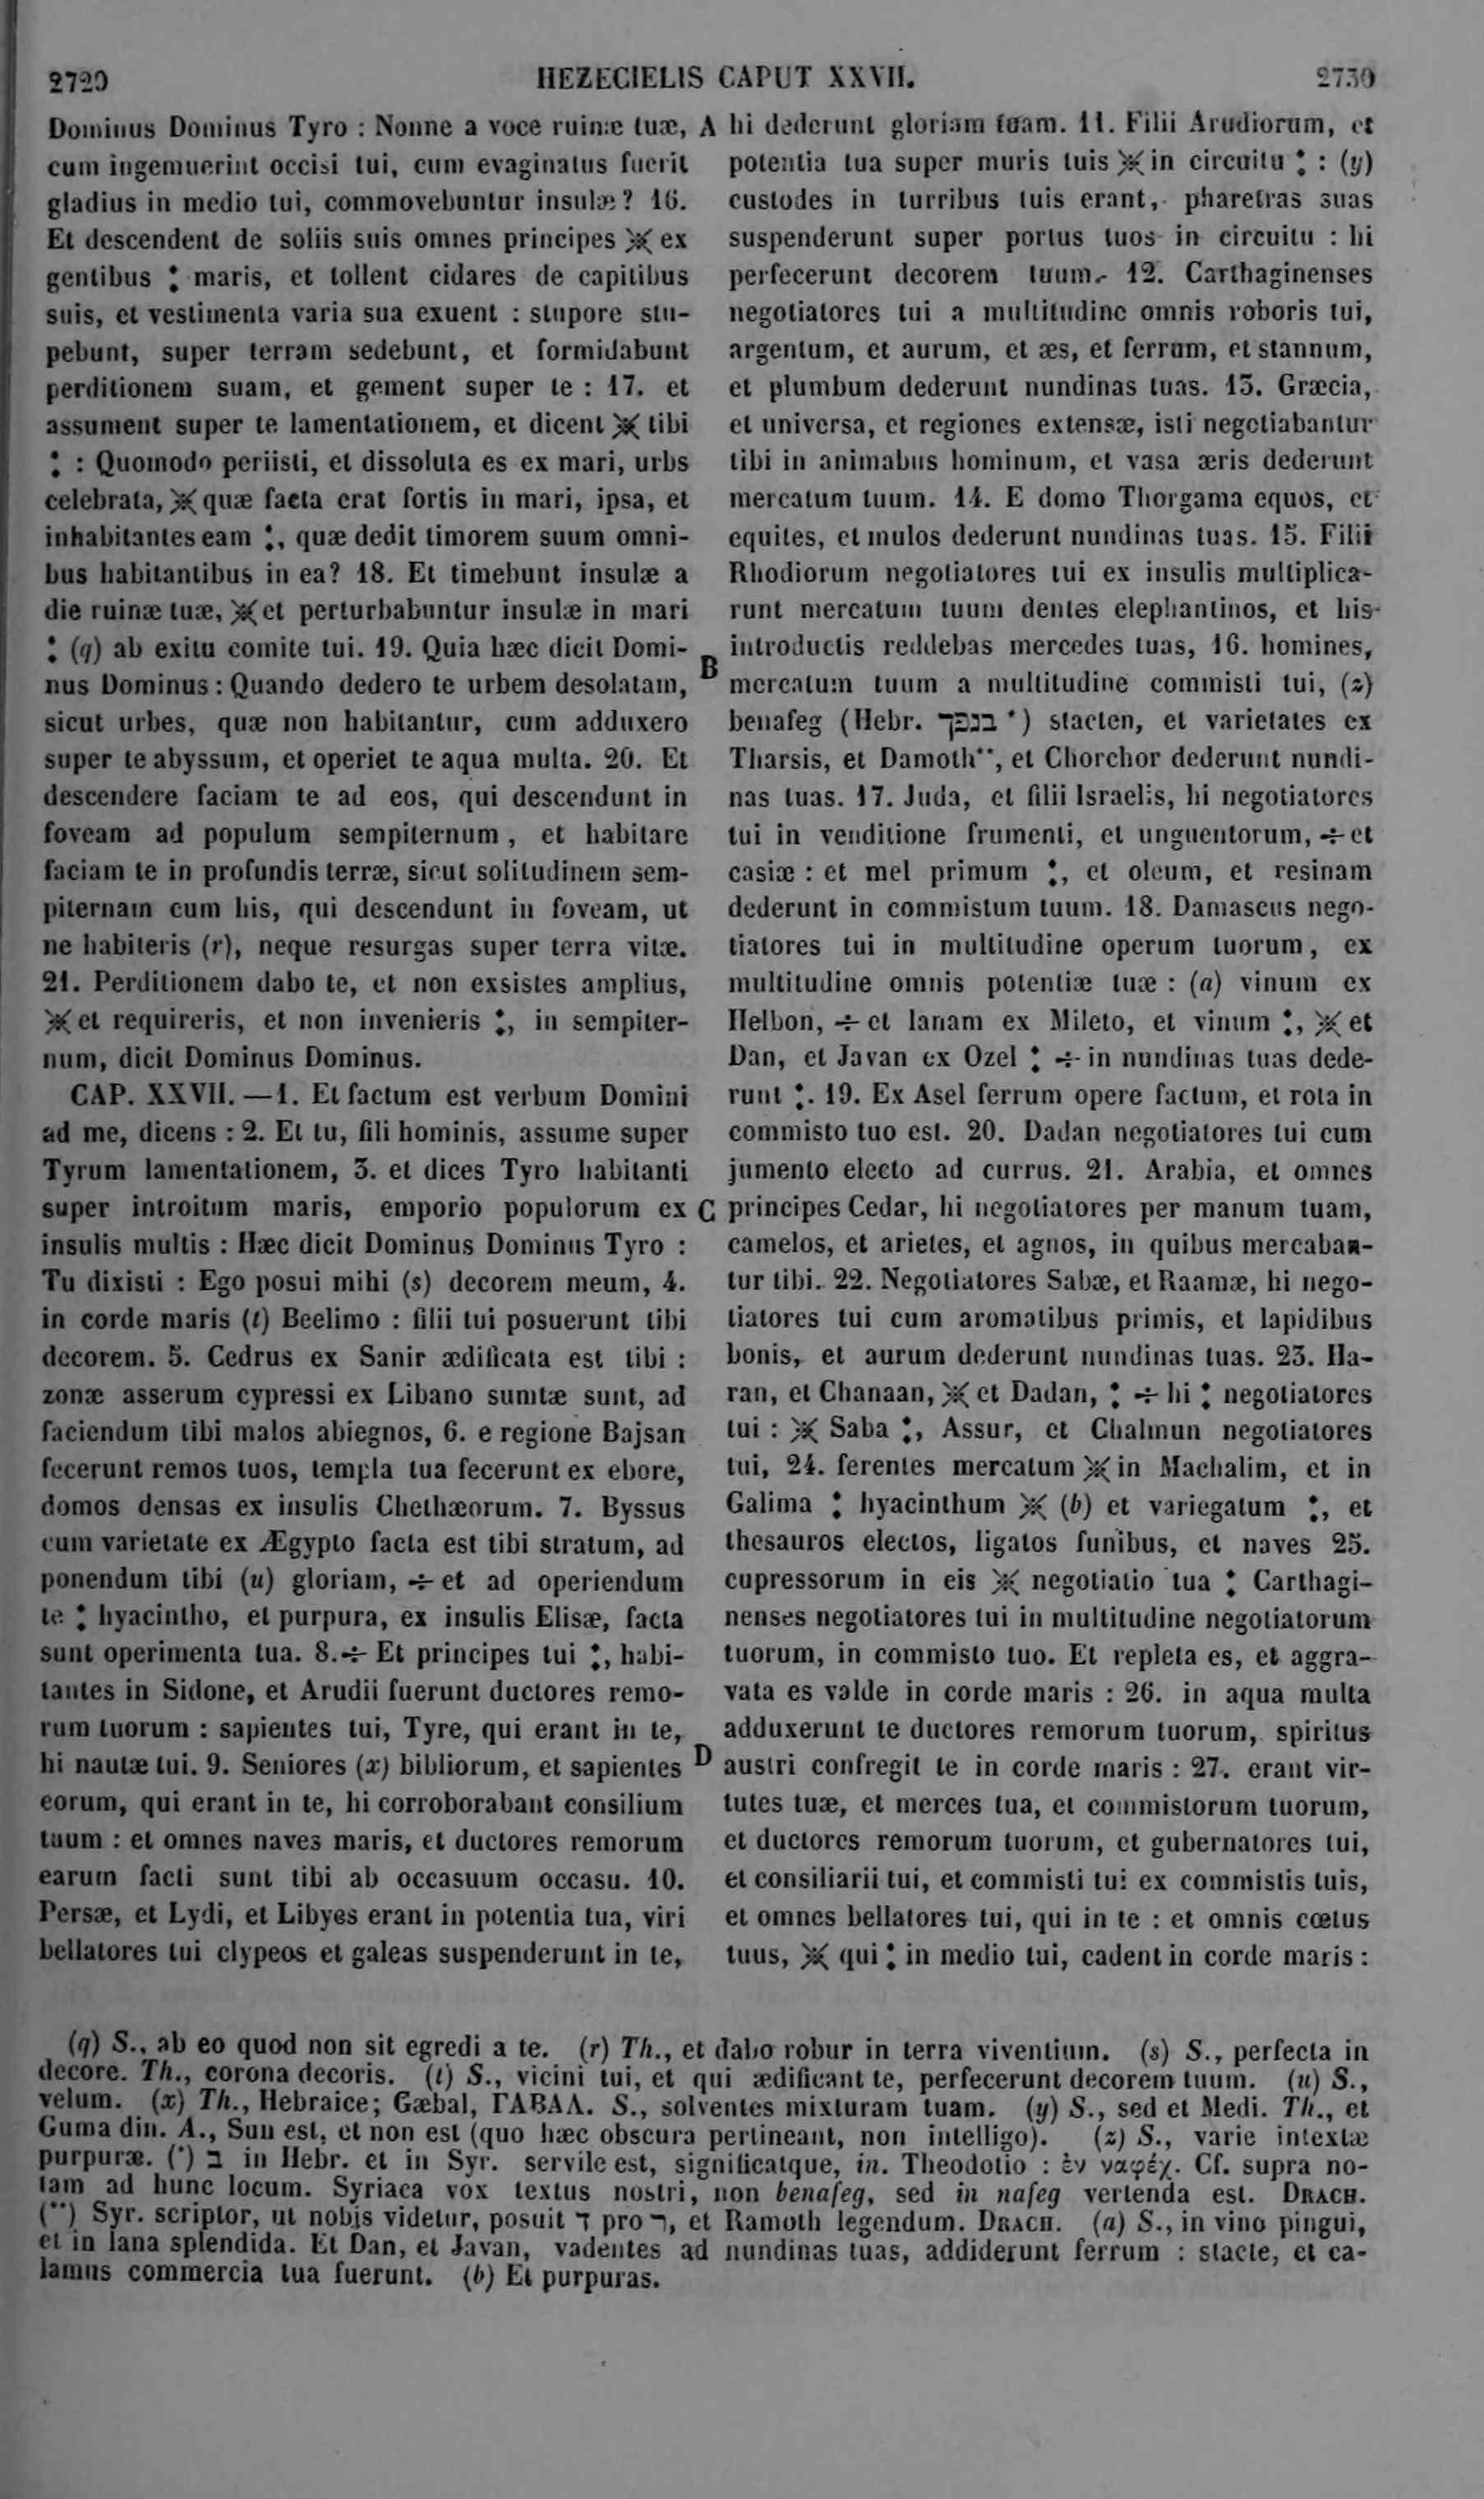 2729
HEZECIELIS CAPUT XXVII.
2730
Dominus Dominus Tyro : Nonne a voce ruinæ tuæ,
cum ingemuerint occisi tui, cum evaginatus fuerit
gladius in medio tui, commovebuntur insulæ? 16.
Et descendent de soliis suis omnes principes ※ ex
gentibus ⁚ maris, et tollent cidares de capitibus
suis, et vestimenta varia sua exuent : stupore stu-
pebunt, super terram sedebunt, et formidabunt
perditionem suam, et gement super te : 17. et
assument super te lamentationem, et dicent ※ tibi
⁚ : Quomodo periisti, et dissoluta es ex mari, urbs
celebrata, ※ quæ facta erat fortis in mari, ipsa, et
inhabitantes eam ⁚, quæ dedit timorem suum omni-
bus habitantibus in ea? 18. Et timebunt insulæ a
die ruinæ tuæ, ※ et perturbabuntur insulæ in mari
⁚ (q) ab exitu comite tui. 19. Quia hæc dicit Domi-
nus Dominus : Quando dedero te urbem desolatam,
sicut urbes, quæ non habitantur, cum adduxero
super te abyssum, et operiet te aqua multa. 20. Et
descendere faciam te ad eos, qui descendunt in
foveam ad populum sempiternum, et habitare
faciam te in profundis terræ, sicut solitudinem sem-
piternam cum his, qui descendunt in foveam, ut
ne habiteris (r), neque resurgas super terra vitæ.
21. Perditionem dabo te, et non exsistes amplius,
※ et requireris, et non invenieris ⁚, in sempiter-
num, dicit Dominus Dominus.
CAP. XXVII. — 1. Et factum est verbum Domini
ad me, dicens : 2. Et tu, fili hominis, assume super
Tyrum lamentationem, 3. et dices Tyro habitanti
super introitum maris, emporio populorum ex
insulis multis : Hæc dicit Dominus Dominus Tyro :
Tu dixisti : Ego posui mihi (s) decorem meum, 4.
in corde maris (t) Beelimo : filii tui posuerunt tibi
decorem. 5. Cedrus ex Sanir ædificata est tibi :
zonæ asserum cypressi ex Libano sumtæ sunt, ad
faciendum tibi malos abiegnos, 6. e regione Bajsan
fecerunt remos tuos, templa tua fecerunt ex ebore,
domos densas ex insulis Chethæorum. 7. Byssus
cum varietate ex Ægypto facta est tibi stratum, ad
ponendum tibi (u) gloriam, ÷ et ad operiendum
te ⁚ hyacintho, et purpura, ex insulis Elisæ, facta
sunt operimenta tua. 8. ÷ Et principes tui ⁚, habi-
tantes in Sidone, et Arudii fuerunt ductores remo-
rum tuorum : sapientes tui, Tyre, qui erant in te,
hi nautæ tui. 9. Seniores (x) bibliorum, et sapientes
eorum, qui erant in te, hi corroborabant consilium
tuum : et omnes naves maris, et ductores remorum
earum facti sunt tibi ab occasuum occasu. 10.
Persæ, et Lydi, et Libyes erant in potentia tua, viri
bellatores tui clypeos et galeas suspenderunt in te,
A
B
C
D
hi dederunt gloriam tuam. 11. Filii Arudiorum, et
potentia tua super muris tuis ※ in circuitu ⁚ : (y)
custodes in turribus tuis erant, pharetras suas
suspenderunt super portus tuos in circuitu : hi
perfecerunt decorem tuum. 12. Carthaginenses
negotiatores tui a multitudine omnis roboris tui,
argentum, et aurum, et æs, et ferrum, et stannum,
et plumbum dederunt nundinas tuas. 13. Græcia,
et universa, et regiones extensæ, isti negotiabantur
tibi in animabus hominum, et vasa æris dederunt
mercatum tuum. 14. E domo Thorgama equos, et
equites, et mulos dederunt nundinas tuas. 15. Filii
Rhodiorum negotiatores tui ex insulis multiplica-
runt mercatum tuum dentes elephantinos, et his
introductis reddebas mercedes tuas, 16. homines,
mercatum tuum a multitudine commisti tui, (z)
benafeg (Hebr. בנפך *) stacten, et varietates ex
Tharsis, et Damoth**, et Chorchor dederunt nundi-
nas tuas. 17. Juda, et filii Israelis, hi negotiatores
tui in venditione frumenti, et unguentorum, ÷ et
casiæ : et mel primum ⁚, et oleum, et resinam
dederunt in commistum tuum. 18. Damascus nego-
tiatores tui in multitudine operum tuorum, ex
multitudine omnis potentiæ tuæ : (a) vinum ex
Helbon, ÷ et lanam ex Mileto, et vinum ⁚, ※ et
Dan, et Javan ex Ozel ⁚ ÷ in nundinas tuas dede-
runt ⁚. 19. Ex Asel ferrum opere factum, et rota in
commisto tuo est. 20. Dadan negotiatores tui cum
jumento electo ad currus. 21. Arabia, et omnes
principes Cedar, hi negotiatores per manum tuam,
camelos, et arietes, et agnos, in quibus mercaban-
tur tibi. 22. Negotiatores Sabæ, et Raamæ, hi nego-
tiatores tui cum aromatibus primis, et lapidibus
bonis, et aurum dederunt nundinas tuas. 23. Ha-
ran, et Chanaan, ※ et Dadan, ⁚ ÷ hi ⁚ negotiatores
tui : ※ Saba ⁚, Assur, et Chalmun negotiatores
tui, 24. ferentes mercatum ※ in Machalim, et in
Galima ⁚ hyacinthum ※ (b) et variegatum ⁚, et
thesauros electos, ligatos funibus, et naves 25.
cupressorum in eis ※ negotiatio tua ⁚ Carthagi-
nenses negotiatores tui in multitudine negotiatorum
tuorum, in commisto tuo. Et repleta es, et aggra-
vata es valde in corde maris : 26. in aqua multa
adduxerunt te ductores remorum tuorum, spiritus
austri confregit te in corde maris : 27. erant vir-
tutes tuæ, et merces tua, et commistorum tuorum,
et ductores remorum tuorum, et gubernatores tui,
et consiliarii tui, et commisti tui ex commistis tuis,
et omnes bellatores tui, qui in te : et omnis cœtus
tuus, ※ qui ⁚ in medio tui, cadent in corde maris :
(q) S., ab eo quod non sit egredi a te. (r) Th., et dabo robur in terra viventium. (s) S., perfecta in
decore. Th., corona decoris. (t) S., vicini tui, et qui ædificant te, perfecerunt decorem tuum. (u) S.,
velum. (x) Th., Hebraice; Gæbal, ΓΑΒΑΛ. S., solventes mixturam tuam. (y) S., sed et Medi. Th., et
Guma din. A., Sun est, et non est (quo hæc obscura pertineant, non intelligo). (z) S., varie intextæ
purpuræ. (*) ב in Hebr. et in Syr. servile est, significatque, in. Theodotio : ἐν ναφέχ. Cf. supra no-
tam ad hunc locum. Syriaca vox textus nostri, non benafeg, sed in nafeg vertenda est. DRACH.
(**) Syr. scriptor, ut nobis videtur, posuit ד pro ר, et Ramoth legendum. DRACH. (a) S., in vino pingui,
et in lana splendida. Et Dan, et Javan, vadentes ad nundinas tuas, addiderunt ferrum : stacte, et ca-
lamus commercia tua fuerunt. (b) Et purpuras.